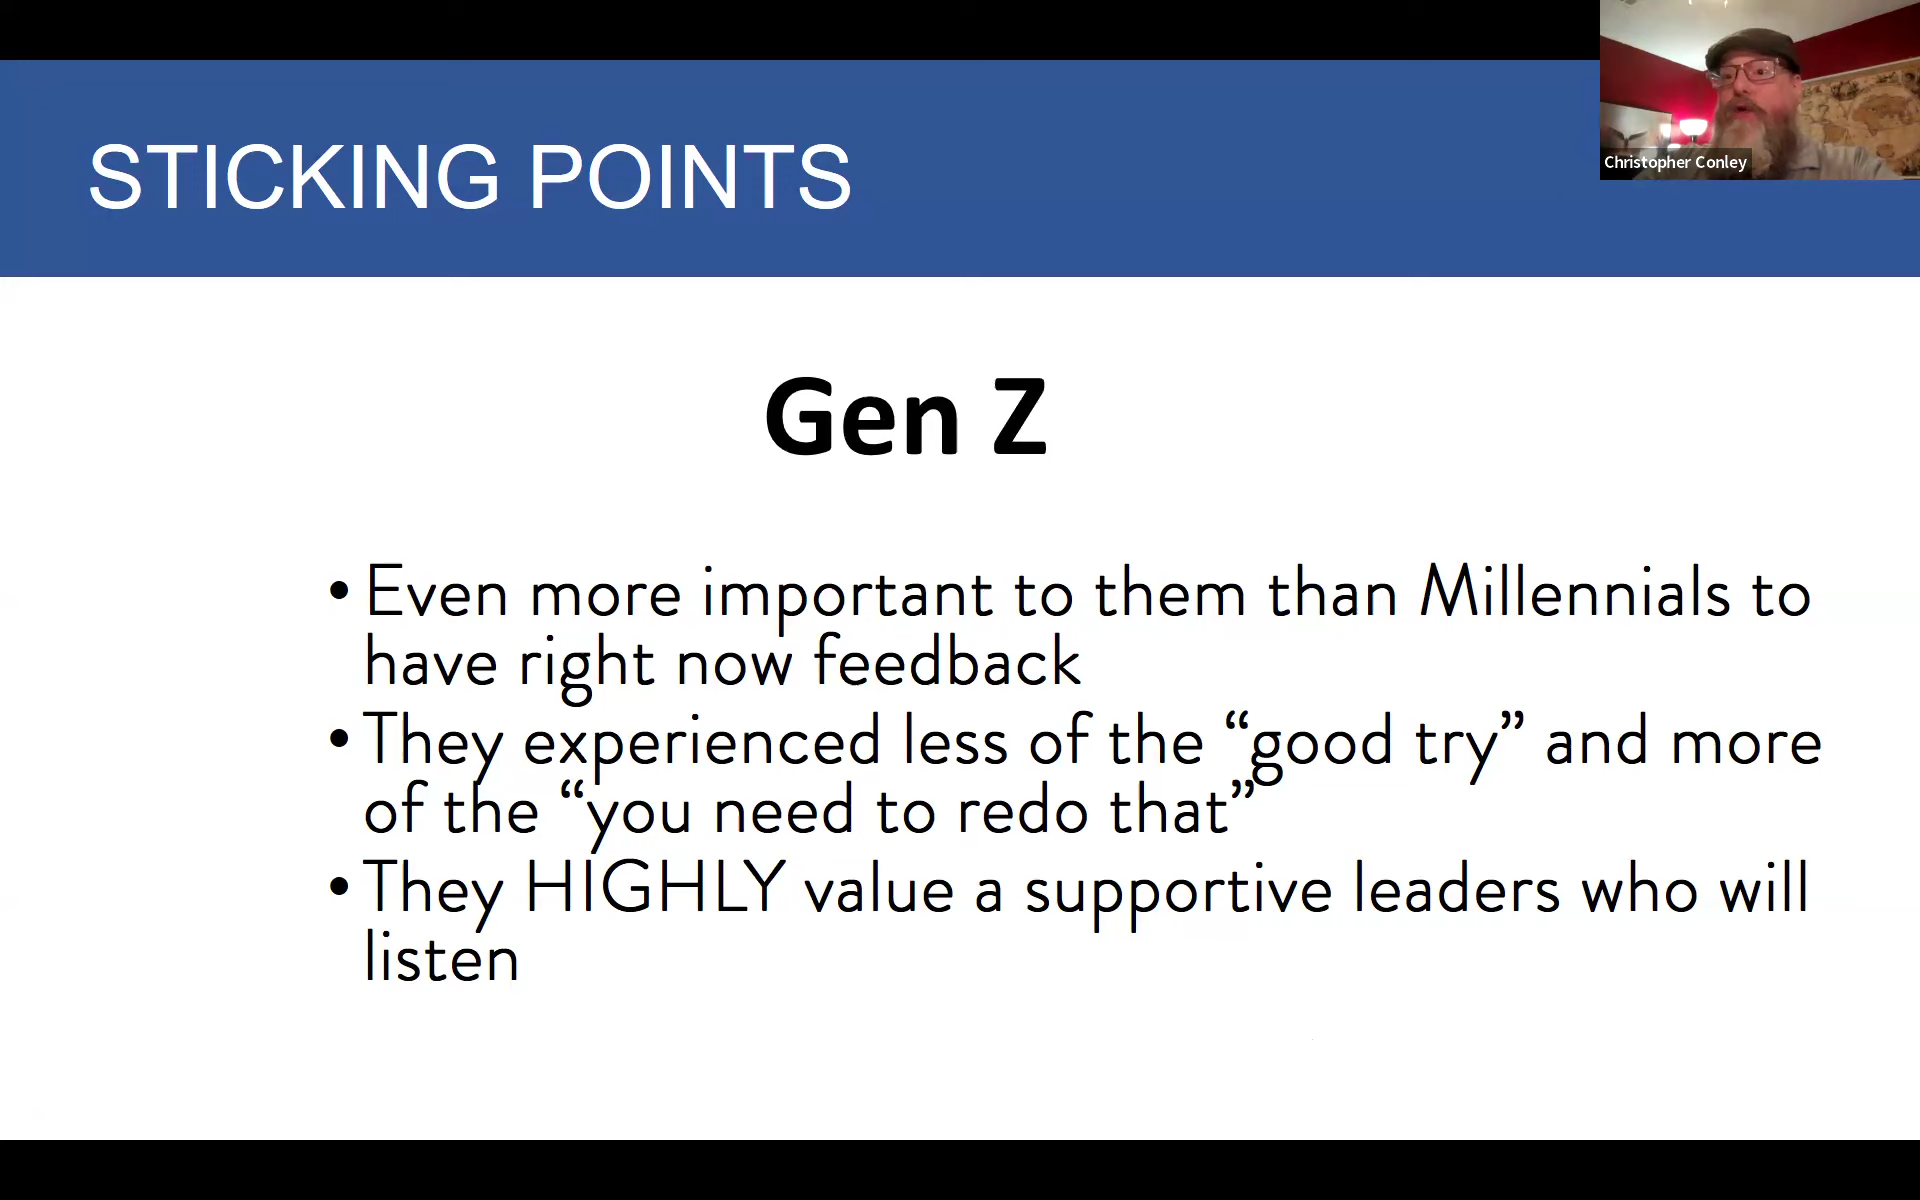 STICKING POINTS
Christopher Conley
Gen Z
• Even more important to them than Millennials to
have right now feedback
• They experienced less of the “good try” and more
of the “you need to redo that”
• They HIGHLY value a supportive leaders who will
listen